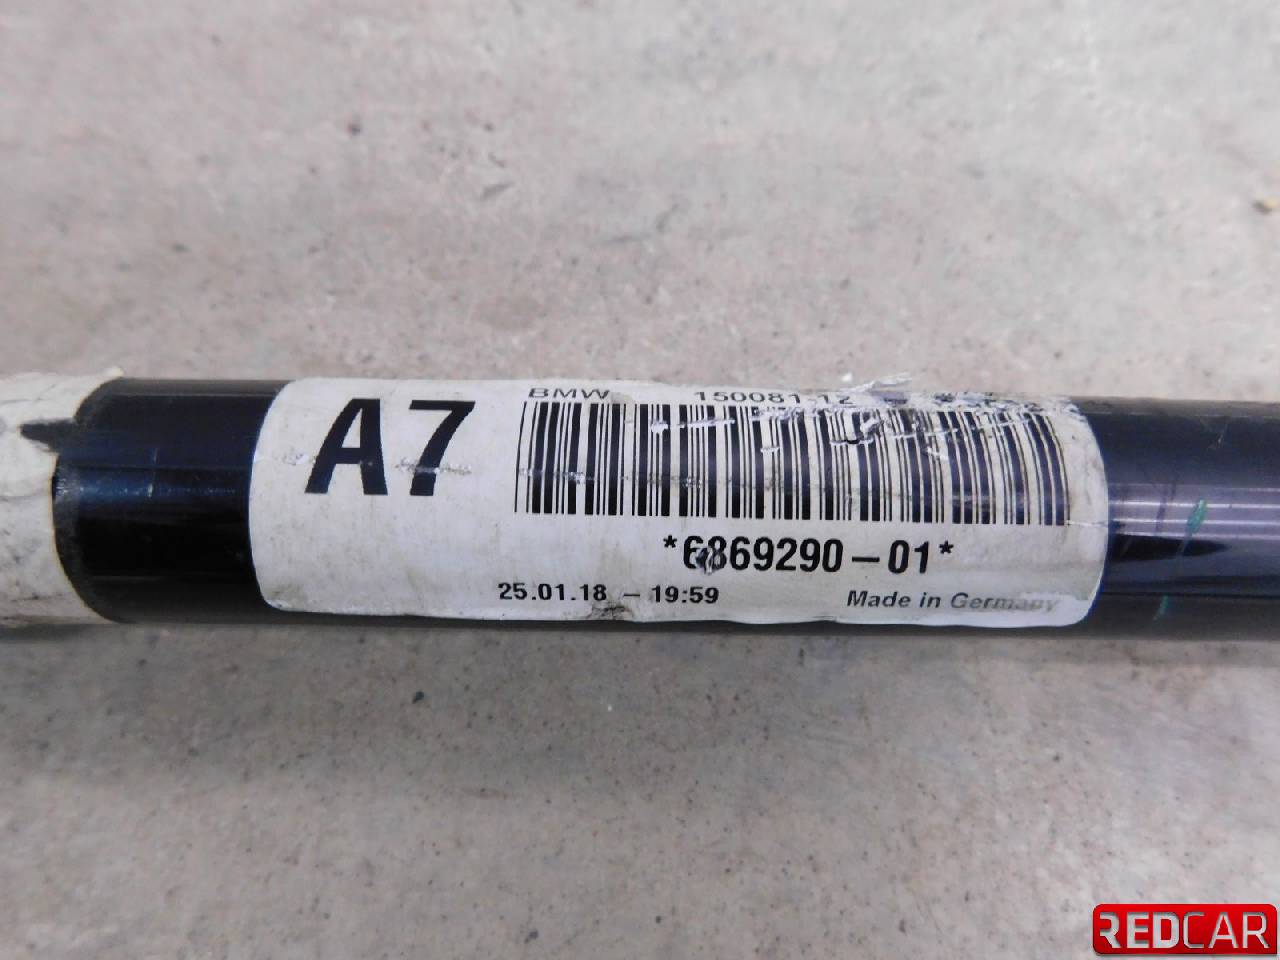 A7
BMW 150081-12
*6869290-01*
25.01.18 - 19:59
Made in Germany
REDCAR